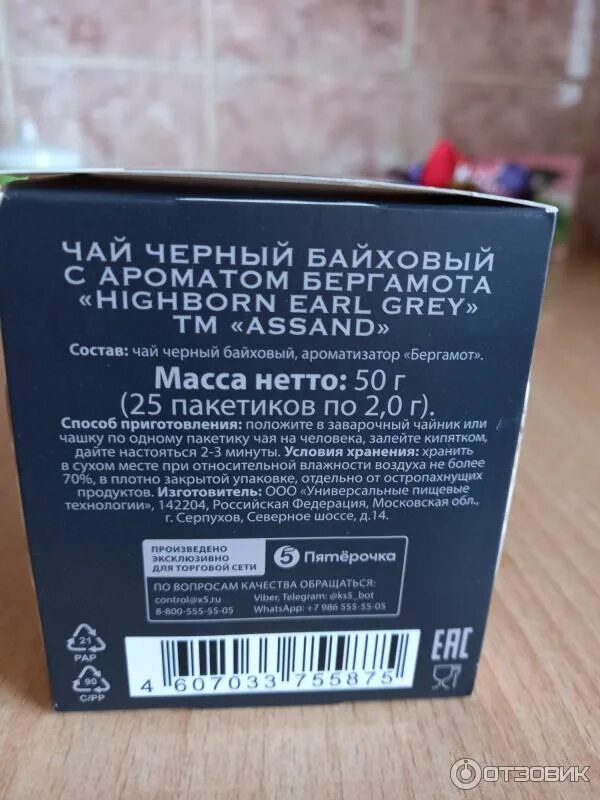 ЧАЙ ЧЕРНЫЙ БАЙХОВЫЙ
С АРОМАТОМ БЕРГАМОТА
«HIGHBORN EARL GREY»
ТМ «ASSAND»
Состав: чай черный байховый, ароматизатор «Бергамот».
Масса нетто: 50 г
(25 пакетиков по 2,0 г).
Способ приготовления: положите в заварочный чайник или
чашку по одному пакетику чая на человека, залейте кипятком,
дайте настояться 2-3 минуты. Условия хранения: хранить
в сухом месте при относительной влажности воздуха не более
70%, в плотно закрытой упаковке, отдельно от остропахнущих
продуктов. Изготовитель: ООО «Универсальные пищевые
технологии», 142204, Российская Федерация, Московская обл.,
г. Серпухов, Северное шоссе, д.14.
ПРОИЗВЕДЕНО
ЭКСКЛЮЗИВНО
ДЛЯ ТОРГОВОЙ СЕТИ
5 Пятёрочка
ПО ВОПРОСАМ КАЧЕСТВА ОБРАЩАТЬСЯ:
control@x5.ru Viber, Telegram: @ks5_bot
8-800-555-55-05 WhatsApp: +7 986 555-55-05
21
PAP
90
C/PP
4 607033 755875
EAC
ОТЗОВИК